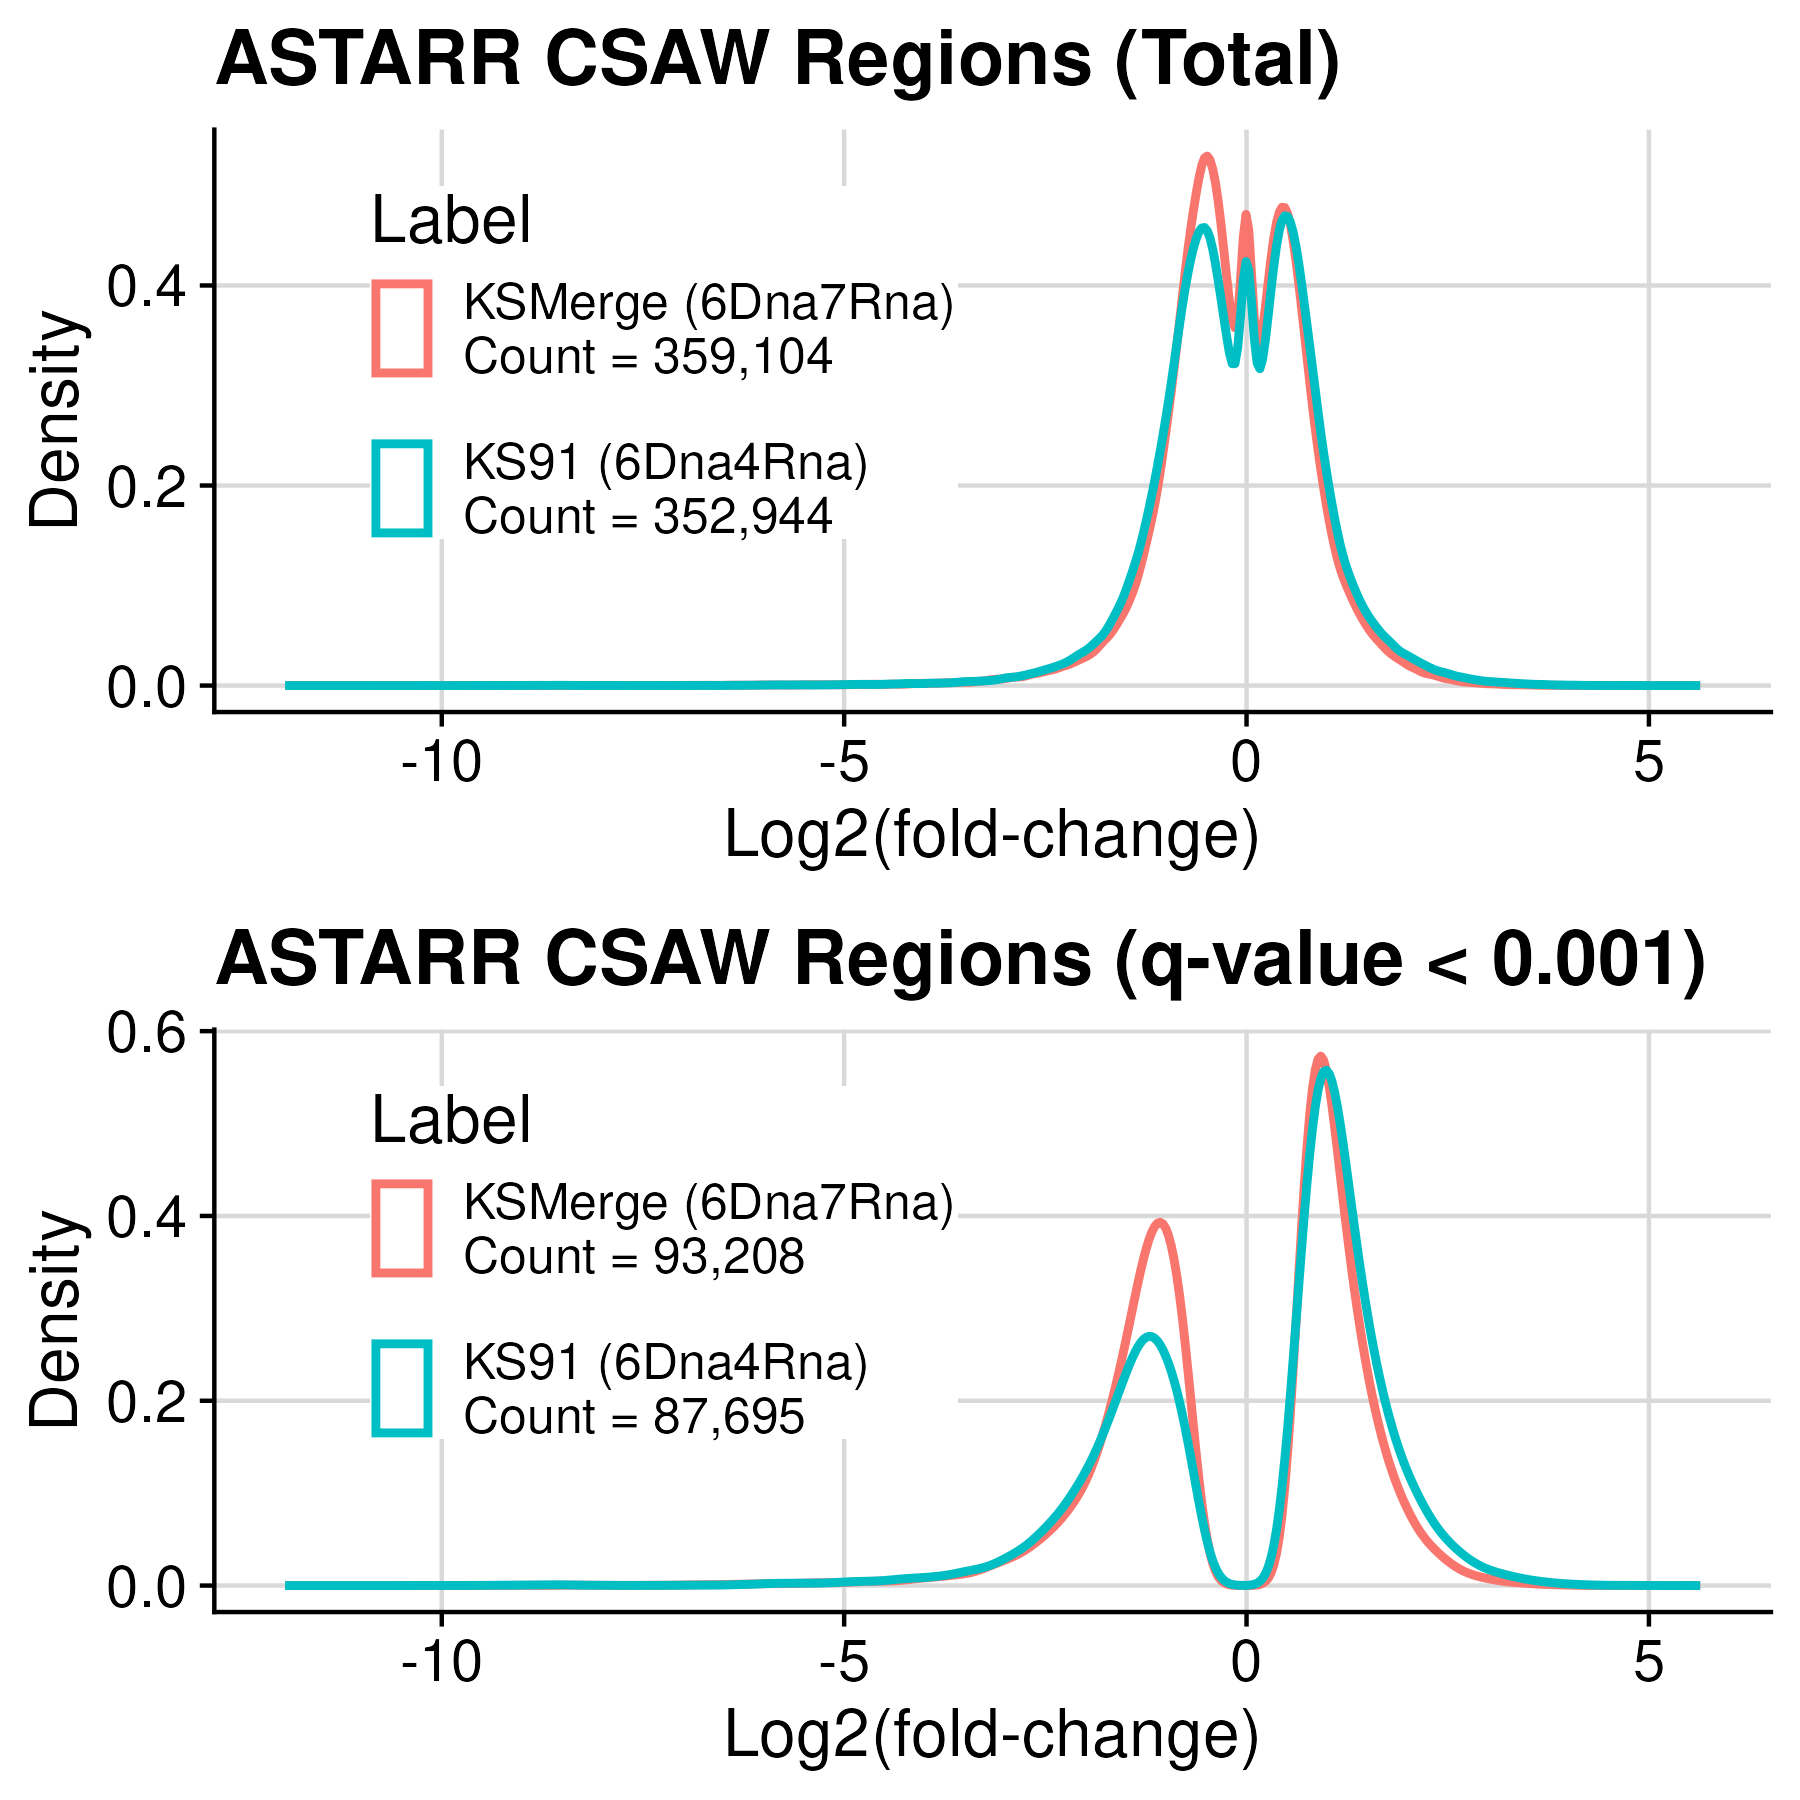 ASTARR CSAW Regions (Total)
Label
KSMerge (6Dna7Rna)
Count = 359,104
KS91 (6Dna4Rna)
Count = 352,944
Density
0.4
0.2
0.0
-10 -5 0 5
Log2(fold-change)
ASTARR CSAW Regions (q-value < 0.001)
Label
KSMerge (6Dna7Rna)
Count = 93,208
KS91 (6Dna4Rna)
Count = 87,695
Density
0.6
0.4
0.2
0.0
-10 -5 0 5
Log2(fold-change)